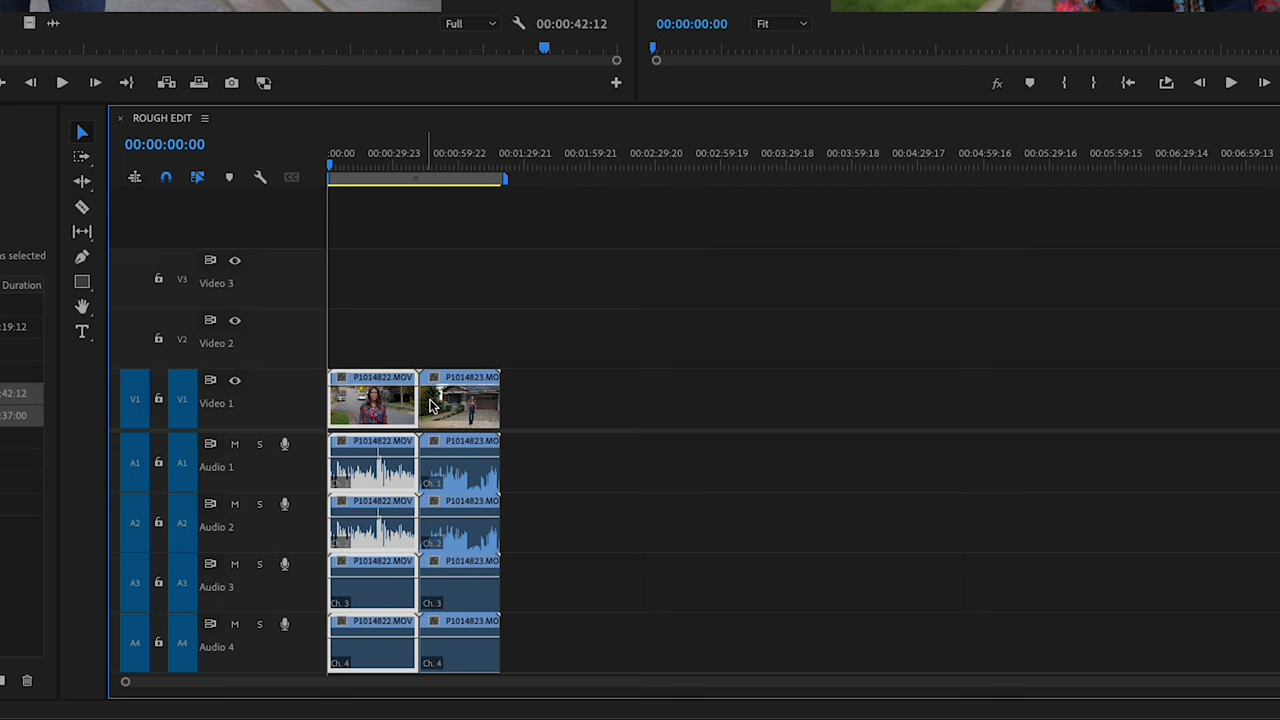 Full 00:00:42:12 00:00:00:00 Fit
fx
ROUGH EDIT
00:00:00:00
:00:00 00:00:29:23 00:00:59:22 00:01:29:21 00:01:59:21 00:02:29:20 00:02:59:19 00:03:29:18 00:03:59:18 00:04:29:17 00:04:59:16 00:05:29:16 00:05:59:15 00:06:29:14 00:06:59:13
CC
s selected
Duration
V3 Video 3
:19:12
T
V2 Video 2
P1014822.MOV P1014823.MO
:42:12
V1 V1 Video 1
:37:00
P1014822.MOV P1014823.MO
M S
A1 A1 Audio 1
Ch. 1 Ch. 1
P1014822.MOV P1014823.MO
M S
A2 A2 Audio 2
Ch. 2 Ch. 2
P1014822.MOV P1014823.MO
M S
A3 A3 Audio 3
Ch. 3 Ch. 3
P1014822.MOV P1014823.MO
M S
A4 A4 Audio 4
Ch. 4 Ch. 4